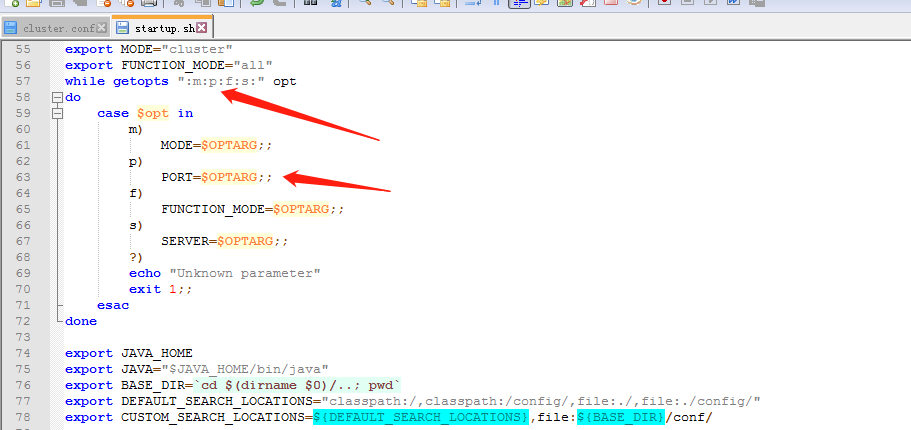 cluster.conf startup.sh
55 export MODE="cluster"
56 export FUNCTION_MODE="all"
57 while getopts ":m:p:f:s:" opt
58 do
59 case $opt in
60 m)
61 MODE=$OPTARG;;
62 p)
63 PORT=$OPTARG;;
64 f)
65 FUNCTION_MODE=$OPTARG;;
66 s)
67 SERVER=$OPTARG;;
68 ?)
69 echo "Unknown parameter"
70 exit 1;;
71 esac
72 done
73
74 export JAVA_HOME
75 export JAVA="$JAVA_HOME/bin/java"
76 export BASE_DIR=`cd $(dirname $0)/..; pwd`
77 export DEFAULT_SEARCH_LOCATIONS="classpath:/,classpath:/config/,file:./,file:./config/"
78 export CUSTOM_SEARCH_LOCATIONS=${DEFAULT_SEARCH_LOCATIONS},file:${BASE_DIR}/conf/